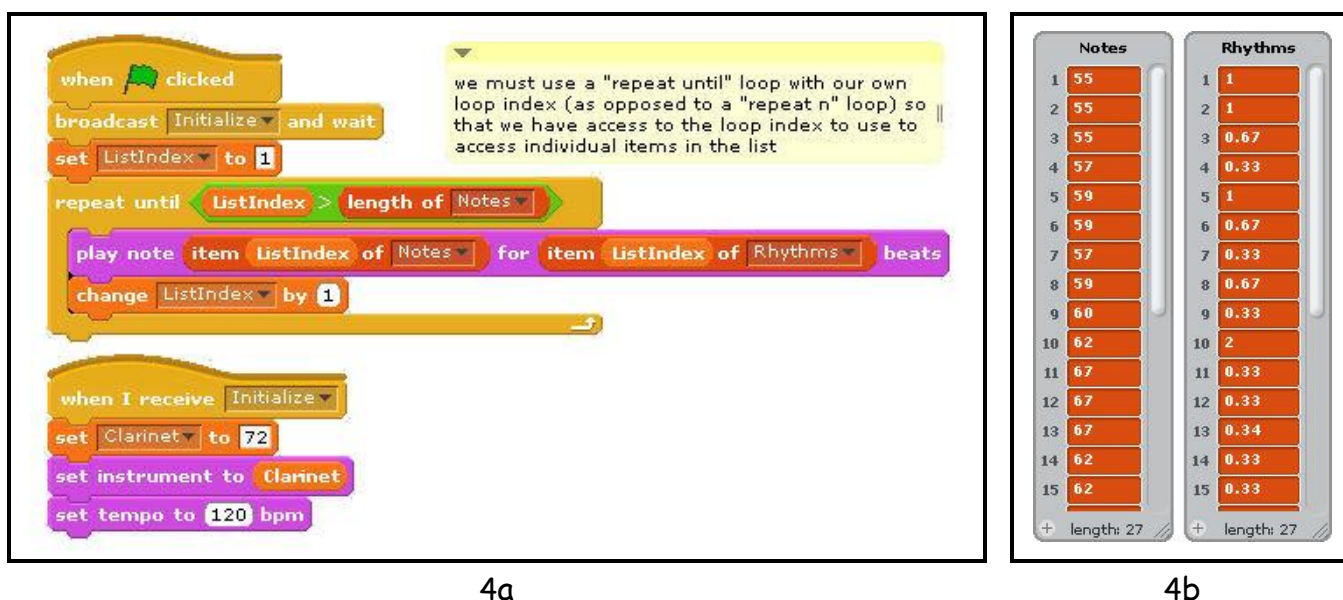 when clicked
broadcast Initialize and wait
set ListIndex to 1
repeat until ListIndex > length of Notes
play note item ListIndex of Notes for item ListIndex of Rhythms beats
change ListIndex by 1
we must use a "repeat until" loop with our own
loop index (as opposed to a "repeat n" loop) so
that we have access to the loop index to use to
access individual items in the list
when I receive Initialize
set Clarinet to 72
set instrument to Clarinet
set tempo to 120 bpm
4a
Notes
1 55
2 55
3 55
4 57
5 59
6 59
7 57
8 59
9 60
10 62
11 67
12 67
13 67
14 62
15 62
+ length: 27
Rhythms
1 1
2 1
3 0.67
4 0.33
5 1
6 0.67
7 0.33
8 0.67
9 0.33
10 2
11 0.33
12 0.33
13 0.34
14 0.33
15 0.33
+ length: 27
4b